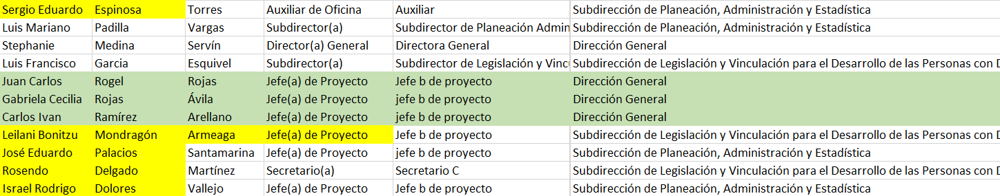 Sergio Eduardo Espinosa Torres Auxiliar de Oficina Auxiliar Subdirección de Planeación, Administración y Estadística
Luis Mariano Padilla Vargas Subdirector(a) Subdirector de Planeación Admin Subdirección de Planeación, Administración y Estadística
Stephanie Medina Servín Director(a) General Directora General Dirección General
Luis Francisco Garcia Esquivel Subdirector(a) Subdirector de Legislación y Vinc Subdirección de Legislación y Vinculación para el Desarrollo de las Personas con D
Juan Carlos Rogel Rojas Jefe(a) de Proyecto Jefe b de proyecto Dirección General
Gabriela Cecilia Rojas Ávila Jefe(a) de Proyecto jefe b de proyecto Dirección General
Carlos Ivan Ramírez Arellano Jefe(a) de Proyecto jefe b de proyecto Dirección General
Leilani Bonitzu Mondragón Armeaga Jefe(a) de Proyecto Jefe b de proyecto Subdirección de Legislación y Vinculación para el Desarrollo de las Personas con D
José Eduardo Palacios Santamarina Jefe(a) de Proyecto jefe b de proyecto Subdirección de Planeación, Administración y Estadística
Rosendo Delgado Martínez Secretario(a) Secretario C Subdirección de Legislación y Vinculación para el Desarrollo de las Personas con D
Israel Rodrigo Dolores Vallejo Jefe(a) de Proyecto Jefe b de proyecto Subdirección de Planeación, Administración y Estadística